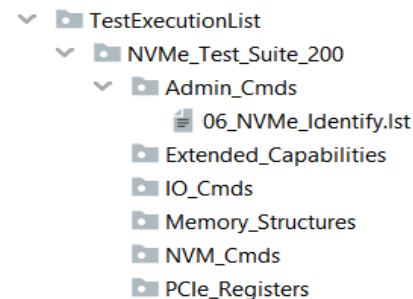 TestExecutionList
NVMe_Test_Suite_200
Admin_Cmds
06_NVMe_Identify.lst
Extended_Capabilities
IO_Cmds
Memory_Structures
NVM_Cmds
PCIe_Registers